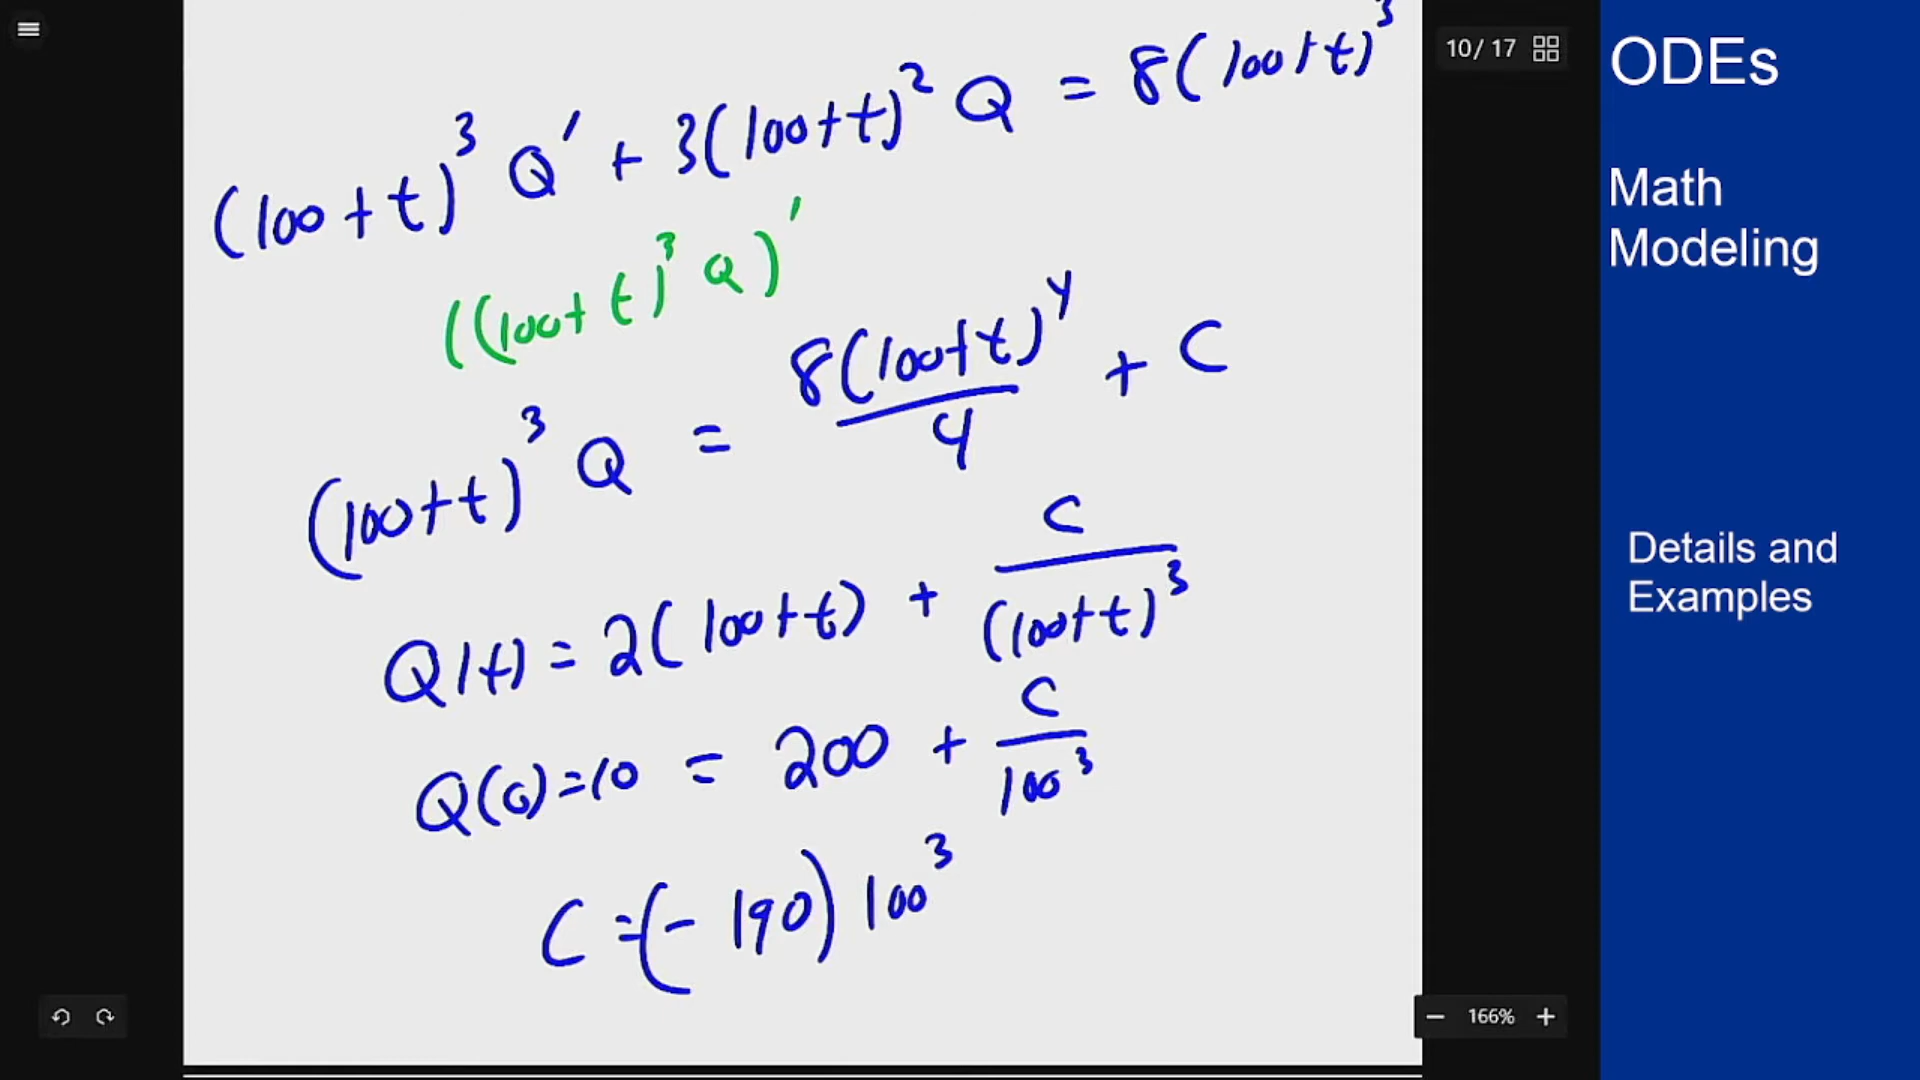 (100+t)³ Q' + 3(100+t)² Q = 8(100+t)³
((100+t)³ Q)'
(100+t)³ Q = 8(100+t)⁴/4 + C
Q(t) = 2(100+t) + C/(100+t)³
Q(0)=10 = 200 + C/100³
C = (-190) 100³
10/ 17
166%
ODEs
Math
Modeling
Details and
Examples